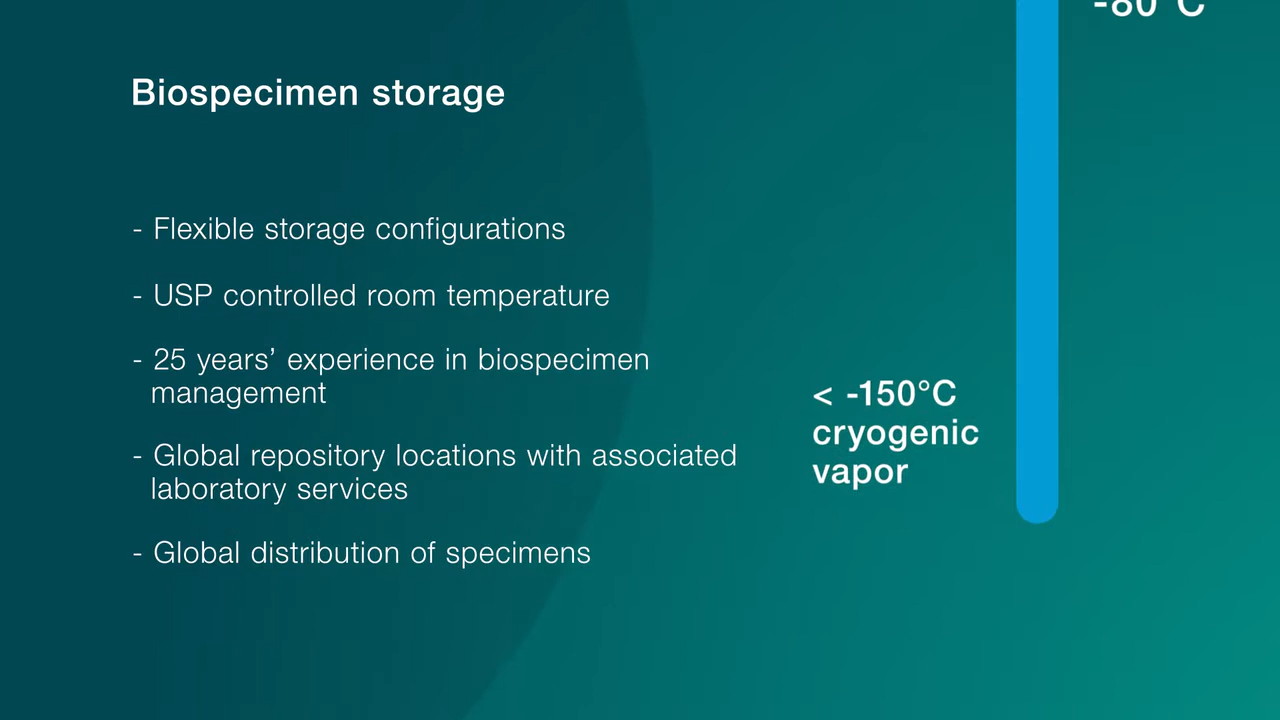 -80°C
Biospecimen storage
- Flexible storage configurations
- USP controlled room temperature
- 25 years’ experience in biospecimen
management
- Global repository locations with associated
laboratory services
- Global distribution of specimens
< -150°C
cryogenic
vapor